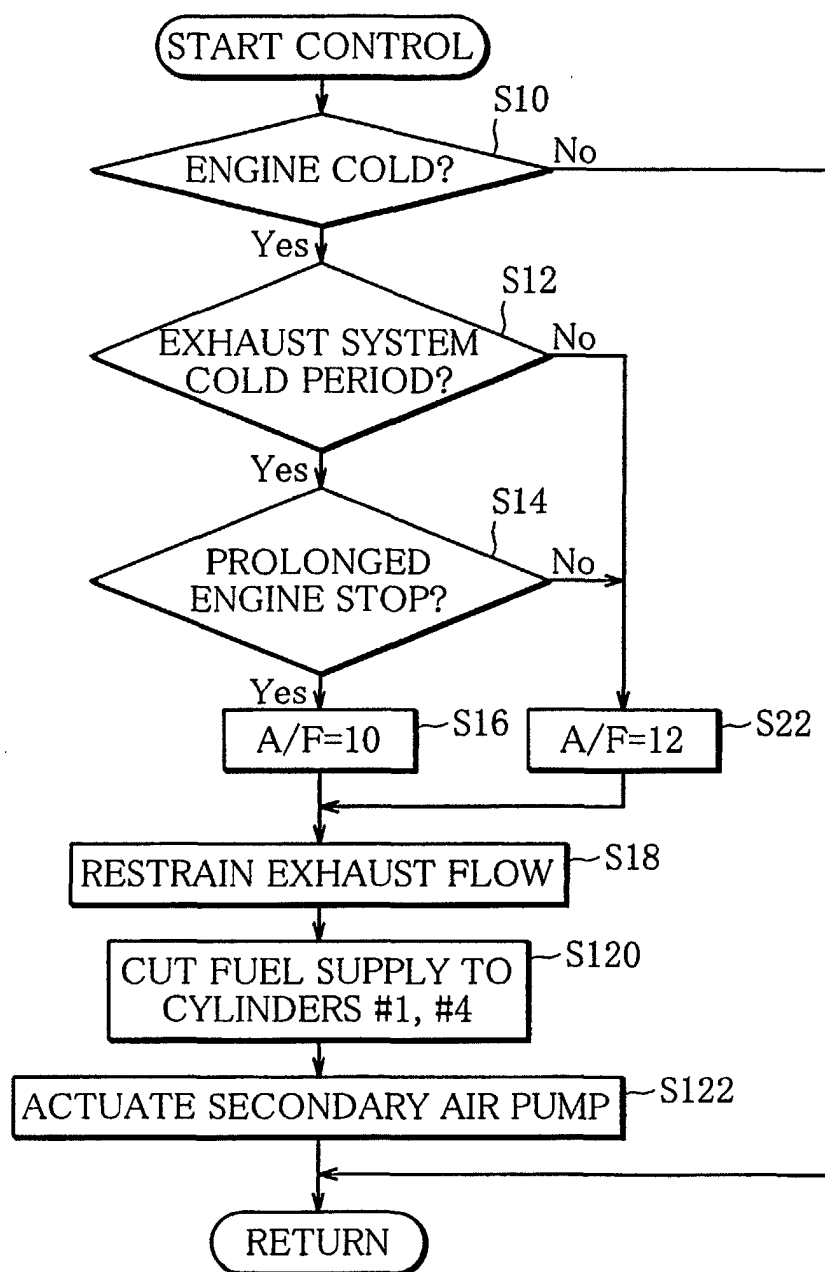 START CONTROL
S10
ENGINE COLD?
No
Yes
S12
EXHAUST SYSTEM
COLD PERIOD?
No
Yes
S14
PROLONGED
ENGINE STOP?
No
Yes
A/F=10
S16
A/F=12
S22
RESTRAIN EXHAUST FLOW
S18
CUT FUEL SUPPLY TO
CYLINDERS #1, #4
S120
ACTUATE SECONDARY AIR PUMP
S122
RETURN